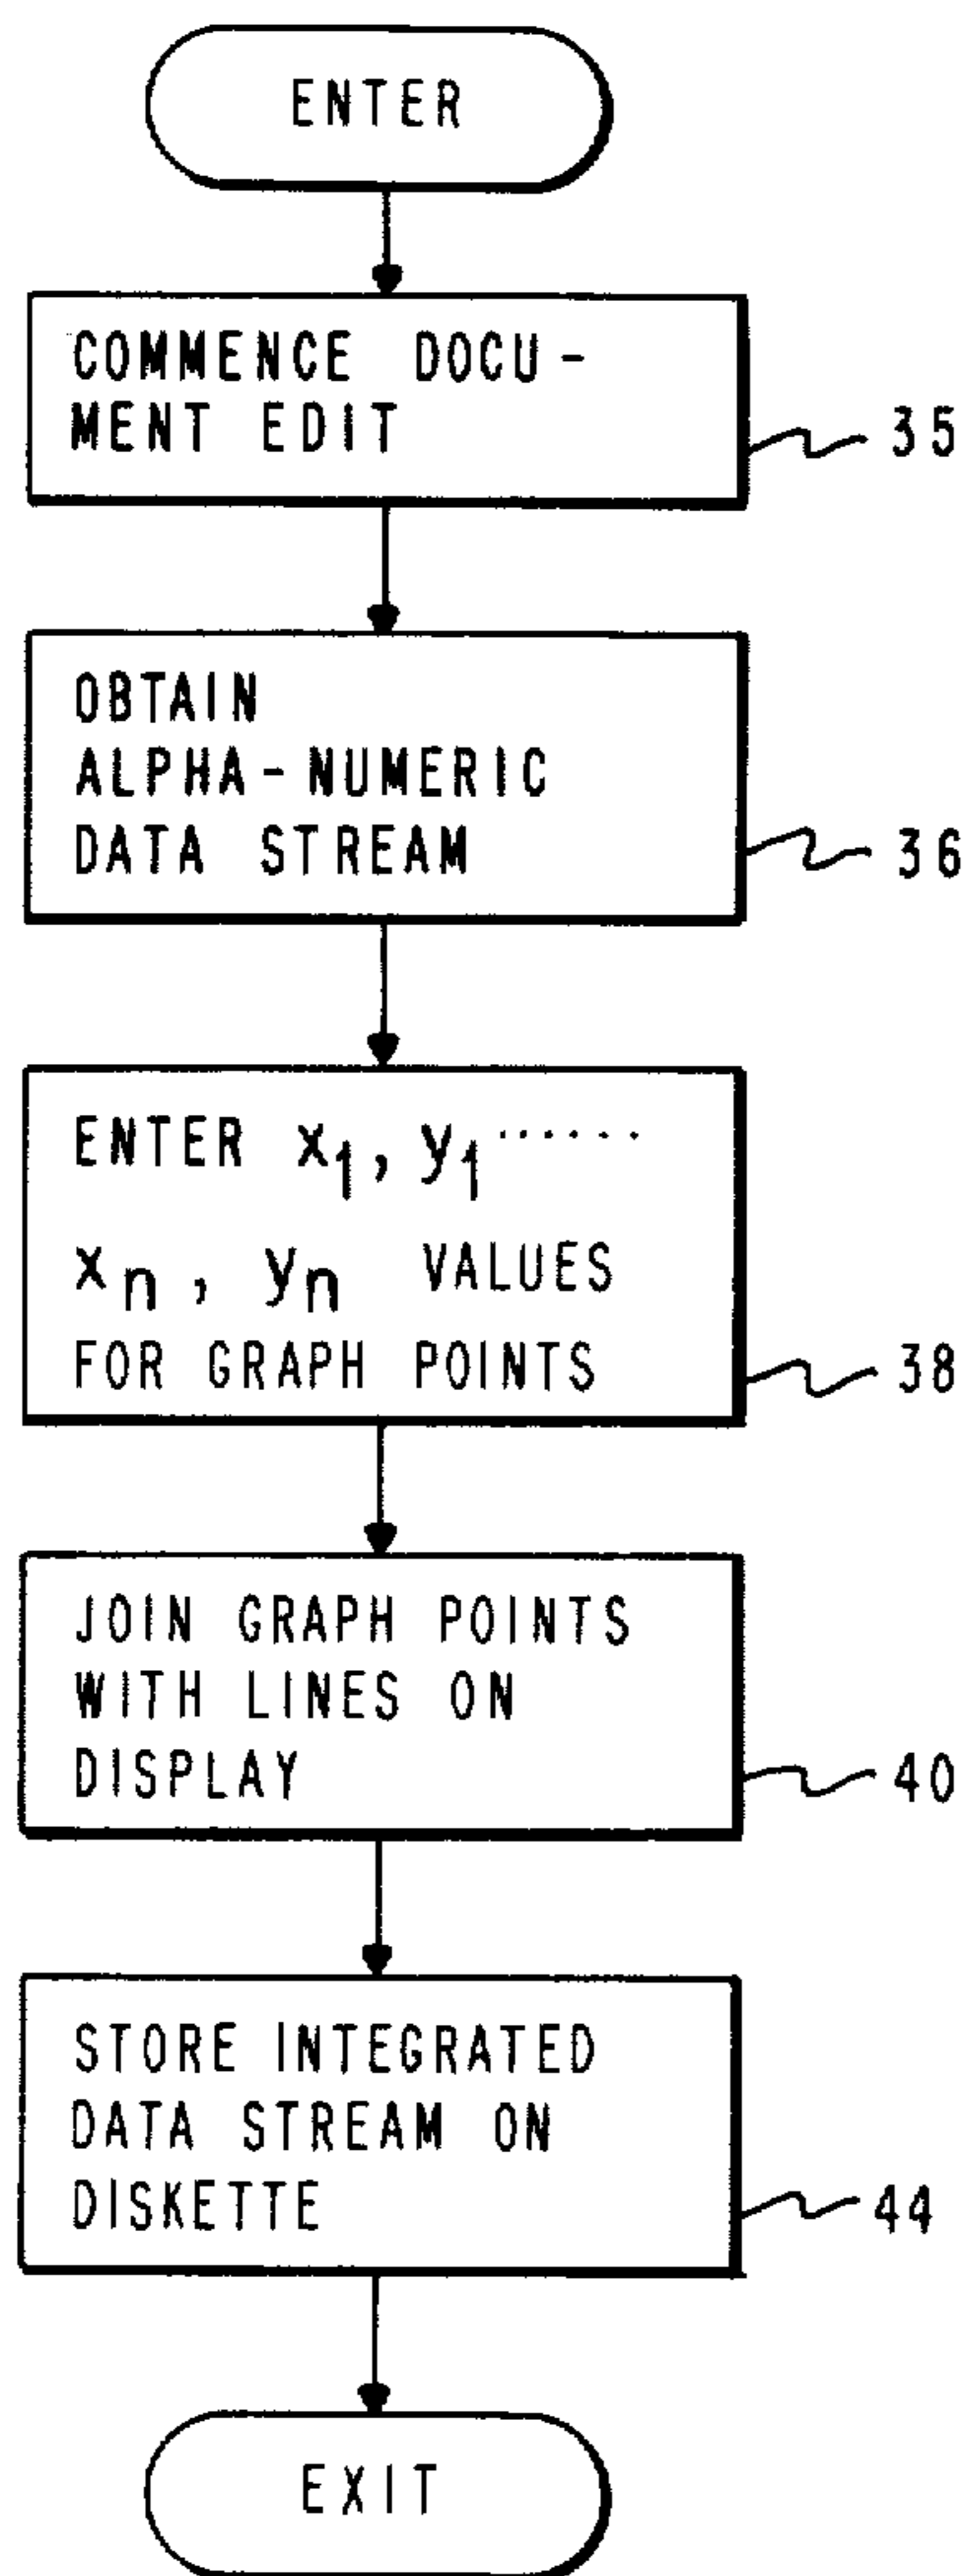 ENTER
COMMENCE DOCU-
MENT EDIT
35
OBTAIN
ALPHA-NUMERIC
DATA STREAM
36
ENTER x₁, y₁......
xₙ, yₙ VALUES
FOR GRAPH POINTS
38
JOIN GRAPH POINTS
WITH LINES ON
DISPLAY
40
STORE INTEGRATED
DATA STREAM ON
DISKETTE
44
EXIT